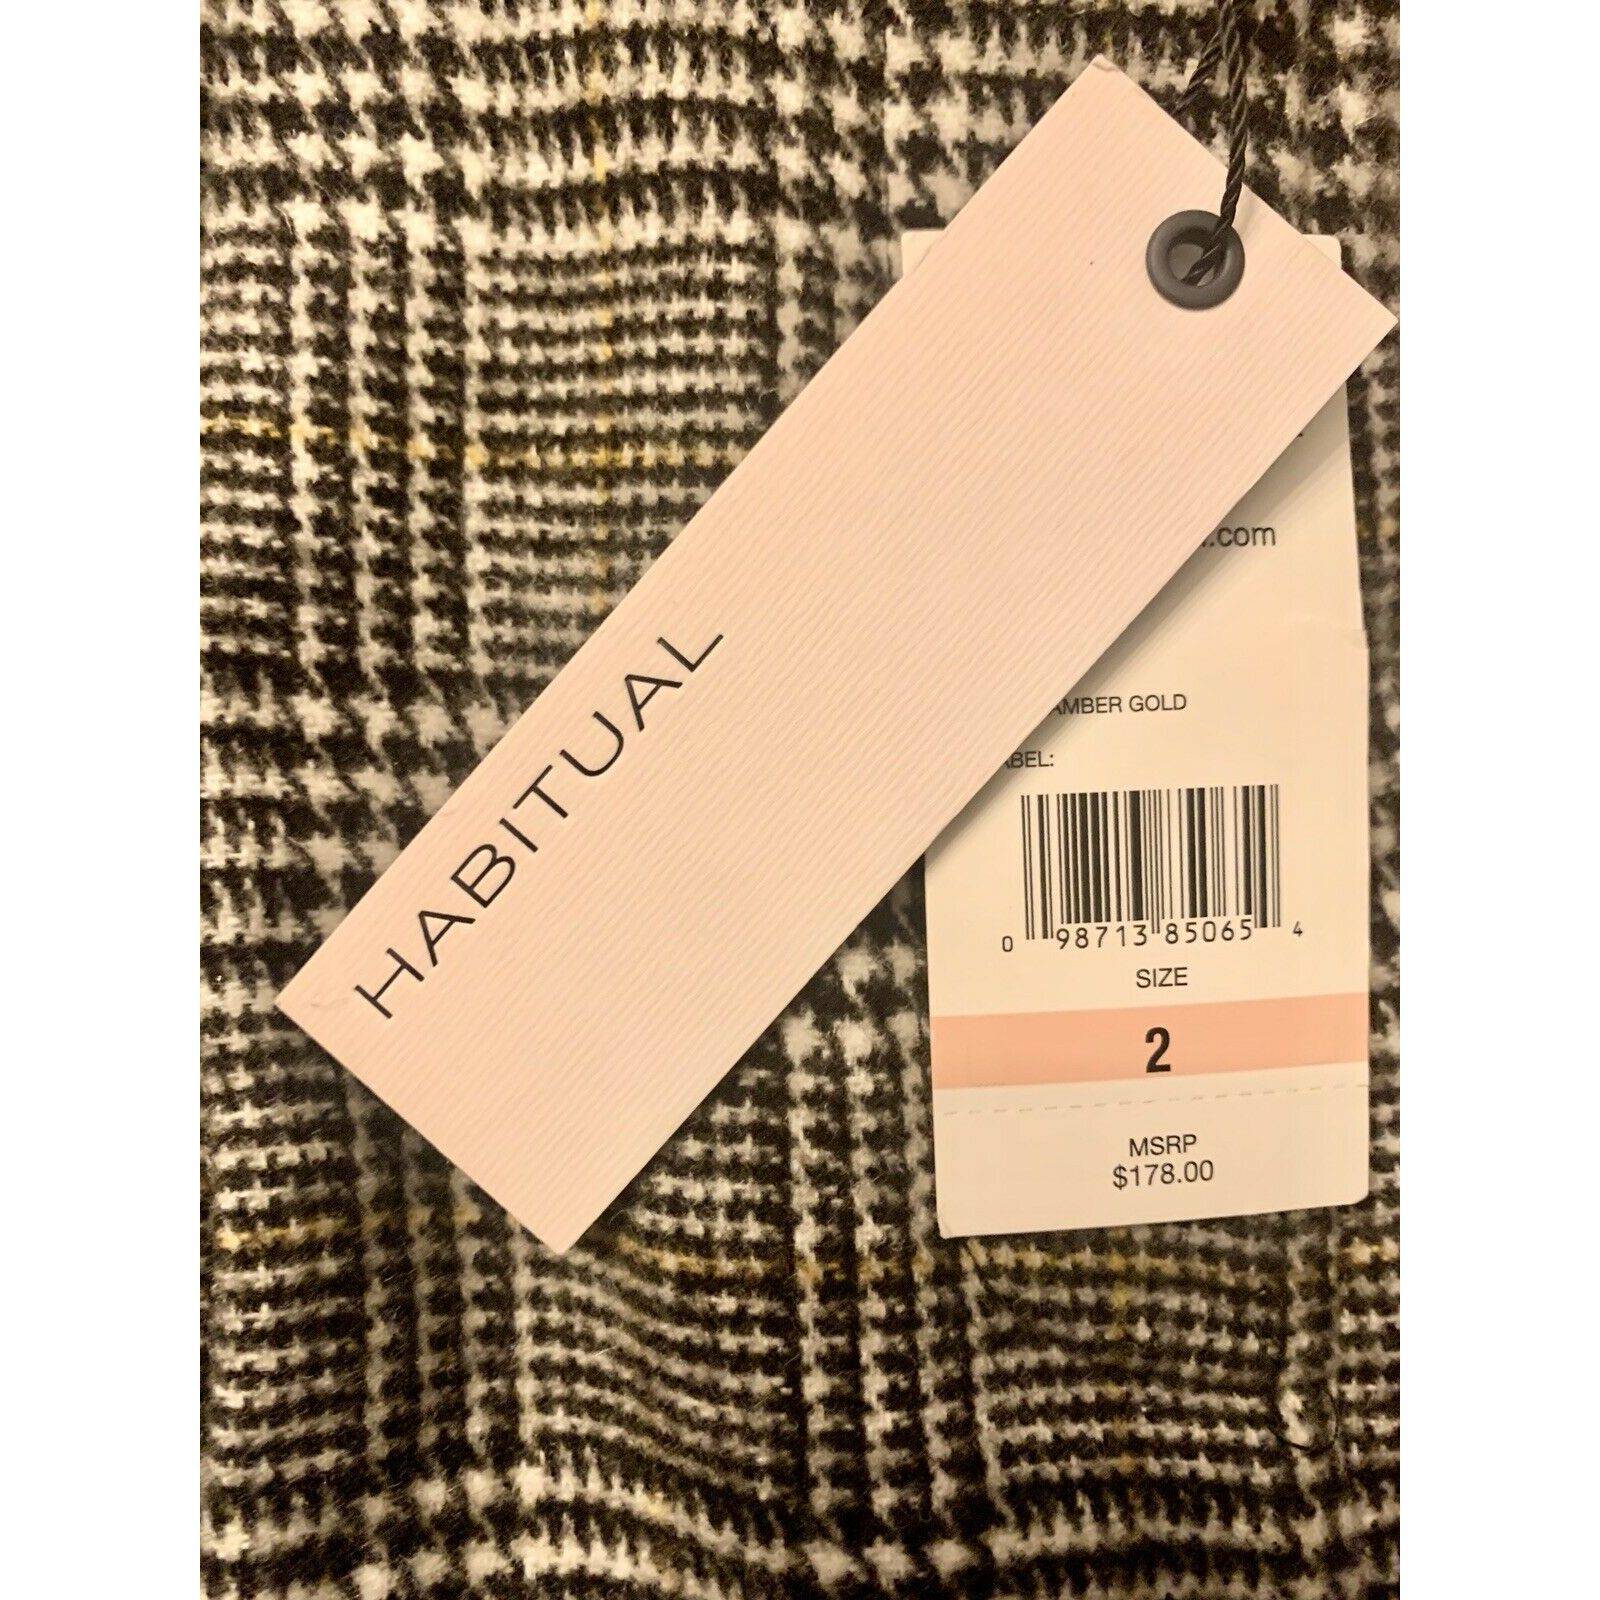 HABITUAL
.com
AMBER GOLD
ABEL:
0 98713 85065 4
SIZE
2
MSRP
$178.00